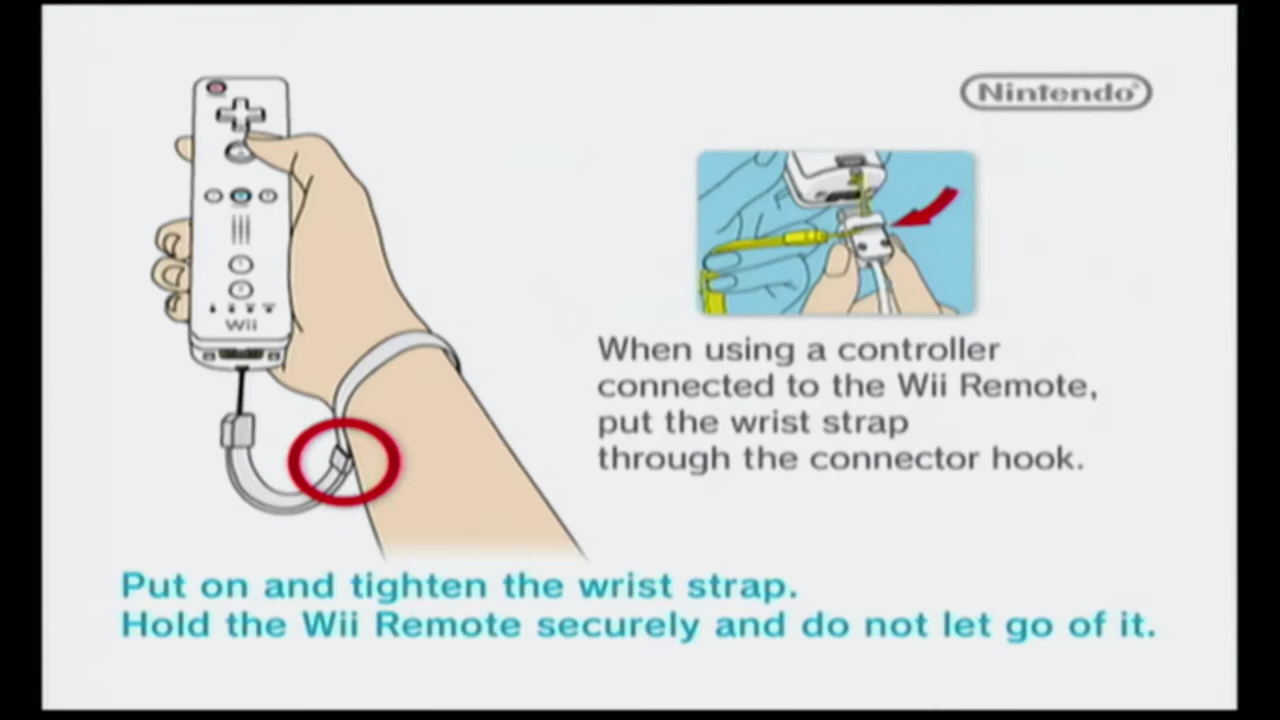 Nintendo
Wii
When using a controller
connected to the Wii Remote,
put the wrist strap
through the connector hook.
Put on and tighten the wrist strap.
Hold the Wii Remote securely and do not let go of it.